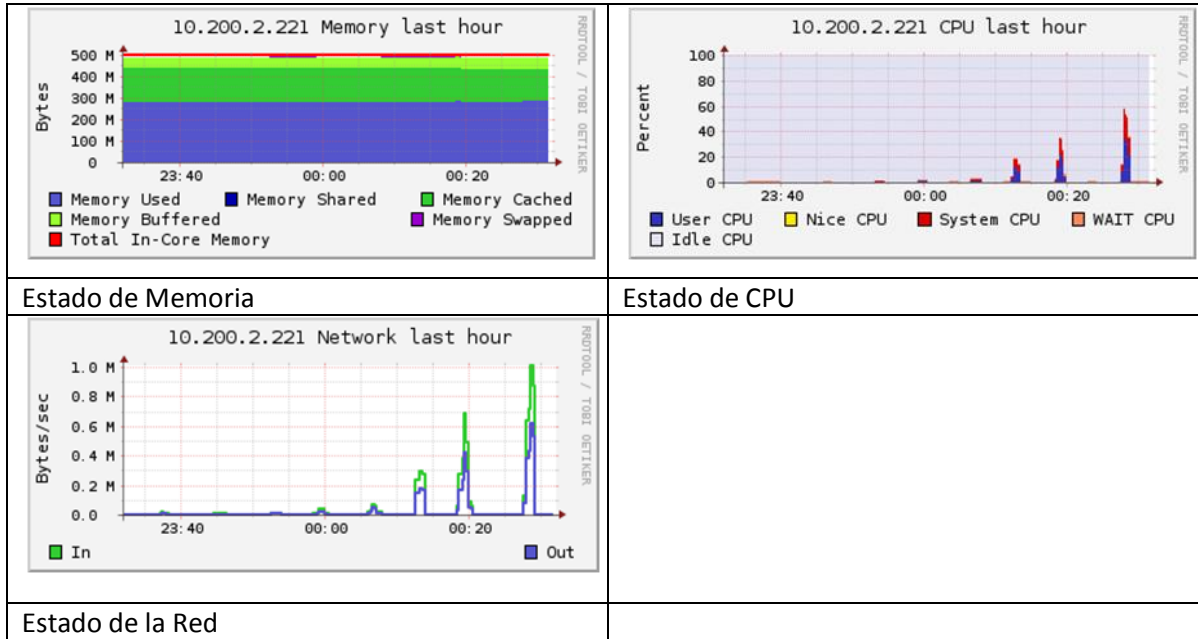 10.200.2.221 Memory last hour
RRDTOOL / TOBI OETIKER
Bytes
500 M
400 M
300 M
200 M
100 M
0
23:40 00:00 00:20
Memory Used Memory Shared Memory Cached
Memory Buffered Memory Swapped
Total In-Core Memory
10.200.2.221 CPU last hour
RRDTOOL / TOBI OETIKER
Percent
100
80
60
40
20
0
23:40 00:00 00:20
User CPU Nice CPU System CPU WAIT CPU
Idle CPU
Estado de Memoria
Estado de CPU
10.200.2.221 Network last hour
RRDTOOL / TOBI OETIKER
Bytes/sec
1.0 M
0.8 M
0.6 M
0.4 M
0.2 M
0.0
23:40 00:00 00:20
In Out
Estado de la Red